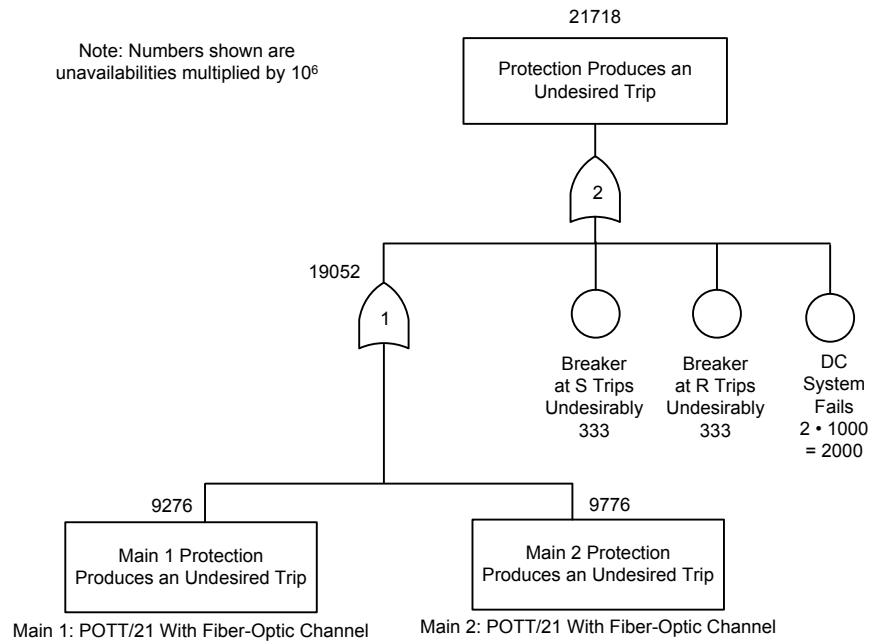 21718
Note: Numbers shown are
unavailabilities multiplied by 10⁶
Protection Produces an
Undesired Trip
2
19052
1
Breaker
at S Trips
Undesirably
333
Breaker
at R Trips
Undesirably
333
DC
System
Fails
2 • 1000
= 2000
9276
Main 1 Protection
Produces an Undesired Trip
Main 1: POTT/21 With Fiber-Optic Channel
9776
Main 2 Protection
Produces an Undesired Trip
Main 2: POTT/21 With Fiber-Optic Channel